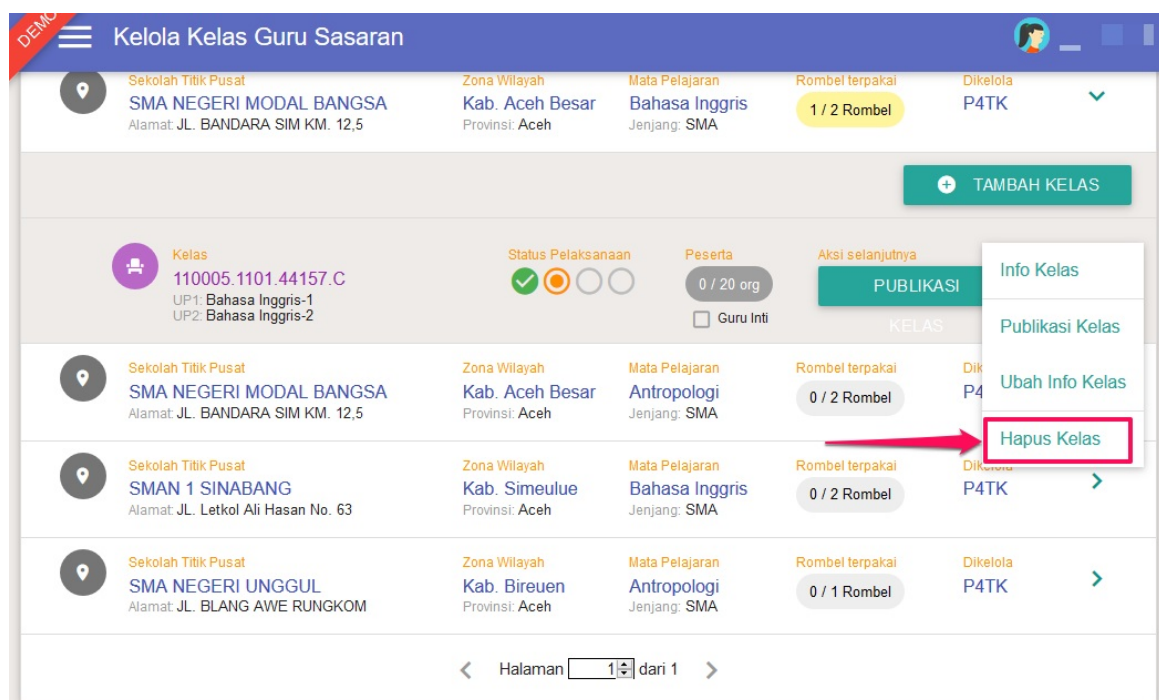 DEMO
Kelola Kelas Guru Sasaran
Sekolah Titik Pusat Zona Wilayah Mata Pelajaran Rombel terpakai Dikelola
SMA NEGERI MODAL BANGSA Kab. Aceh Besar Bahasa Inggris 1 / 2 Rombel P4TK
Alamat: JL. BANDARA SIM KM. 12,5 Provinsi: Aceh Jenjang: SMA
TAMBAH KELAS
Kelas Status Pelaksanaan Peserta Aksi selanjutnya
110005.1101.44157.C 0 / 20 org PUBLIKASI
UP1: Bahasa Inggris-1
UP2: Bahasa Inggris-2 Guru Inti KELAS
Info Kelas
Publikasi Kelas
Ubah Info Kelas
Hapus Kelas
Sekolah Titik Pusat Zona Wilayah Mata Pelajaran Rombel terpakai Dik
SMA NEGERI MODAL BANGSA Kab. Aceh Besar Antropologi 0 / 2 Rombel P4
Alamat: JL. BANDARA SIM KM. 12,5 Provinsi: Aceh Jenjang: SMA
Sekolah Titik Pusat Zona Wilayah Mata Pelajaran Rombel terpakai Dikelola
SMAN 1 SINABANG Kab. Simeulue Bahasa Inggris 0 / 2 Rombel P4TK
Alamat: JL. Letkol Ali Hasan No. 63 Provinsi: Aceh Jenjang: SMA
Sekolah Titik Pusat Zona Wilayah Mata Pelajaran Rombel terpakai Dikelola
SMA NEGERI UNGGUL Kab. Bireuen Antropologi 0 / 1 Rombel P4TK
Alamat: JL. BLANG AWE RUNGKOM Provinsi: Aceh Jenjang: SMA
Halaman 1 dari 1